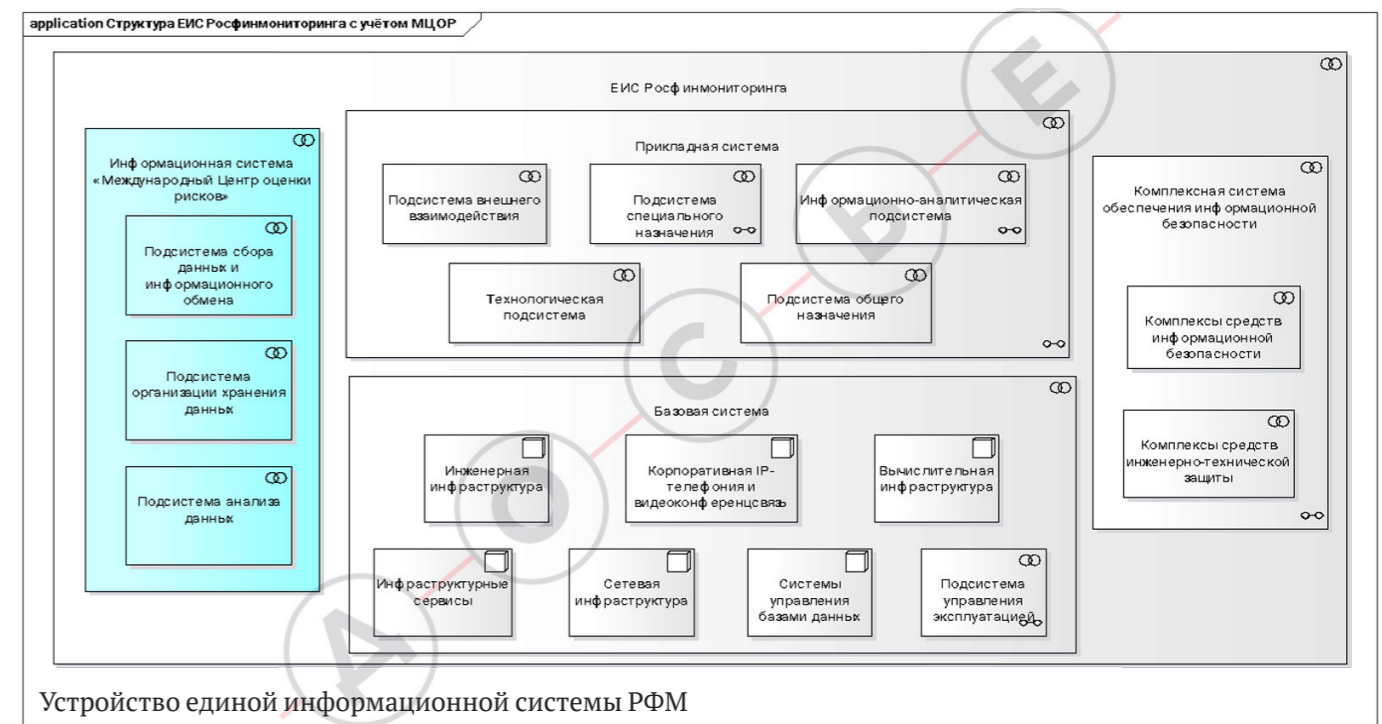 application Структура ЕИС Росфинмониторинга с учётом МЦОР
ЕИС Росфинмониторинга
Информационная система
«Международный Центр оценки
рисков»
Подсистема сбора
данных и
информационного
обмена
Подсистема
организации хранения
данных
Подсистема анализа
данных
Прикладная система
Подсистема внешнего
взаимодействия
Подсистема
специального
назначения
Информационно-аналитическая
подсистема
Технологическая
подсистема
Подсистема общего
назначения
Базовая система
Инженерная
инфраструктура
Корпоративная IP-
телефония и
видеоконференцсвязь
Вычислительная
инфраструктура
Инфраструктурные
сервисы
Сетевая
инфраструктура
Системы
управления
базами данных
Подсистема
управления
эксплуатацией
Комплексная система
обеспечения информационной
безопасности
Комплексы средств
информационной
безопасности
Комплексы средств
инженерно-технической
защиты
Устройство единой информационной системы РФМ
ДОСЬЕ